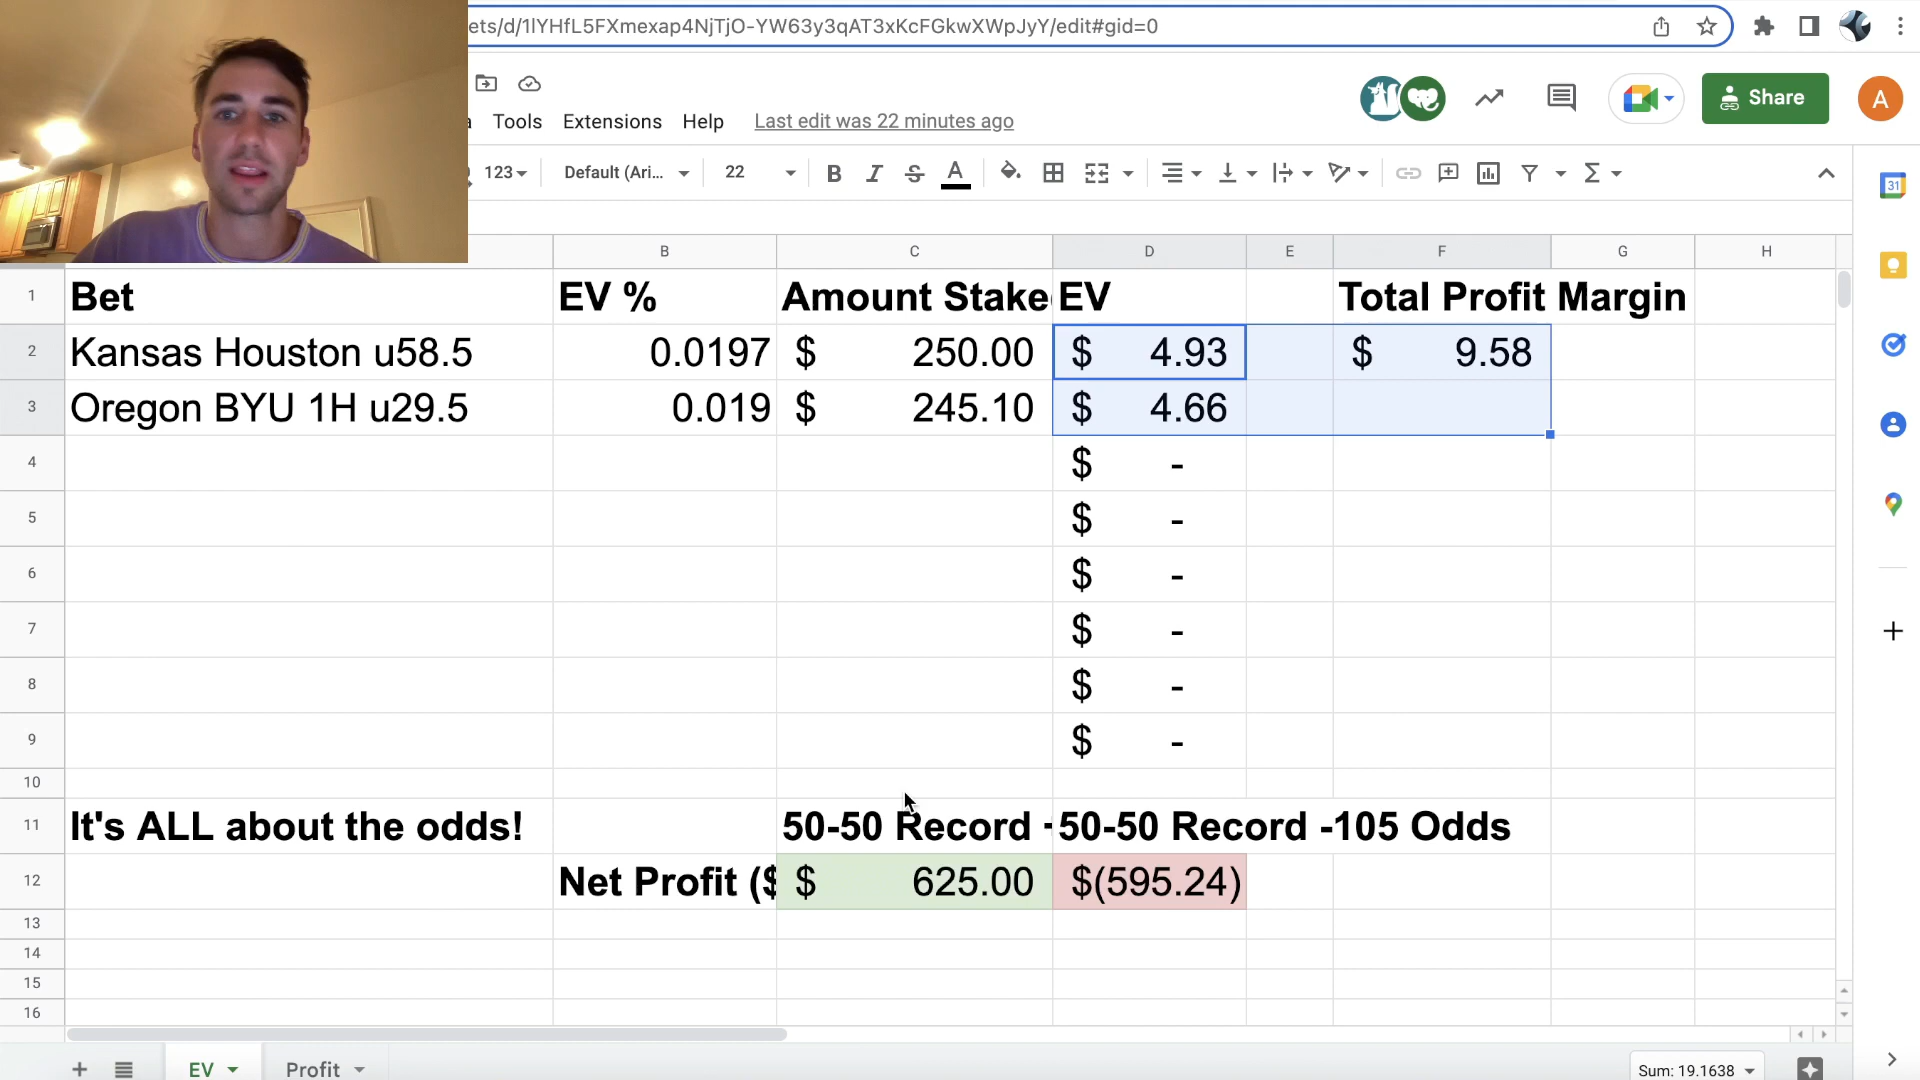 ets/d/1lYHfL5FXmexap4NjTjO-YW63y3qAT3xKcFGkwXWpJyY/edit#gid=0
Tools Extensions Help Last edit was 22 minutes ago
Share
A
123 Default (Ari... 22 B I S A
31
B C D E F G H
1 Bet EV % Amount Stake EV Total Profit Margin
2 Kansas Houston u58.5 0.0197 $ 250.00 $ 4.93 $ 9.58
3 Oregon BYU 1H u29.5 0.019 $ 245.10 $ 4.66
4 $ -
5 $ -
6 $ -
7 $ -
8 $ -
9 $ -
10
11 It's ALL about the odds! 50-50 Record - 50-50 Record -105 Odds
12 Net Profit ($ $ 625.00 $(595.24)
13
14
15
16
EV Profit Sum: 19.1638